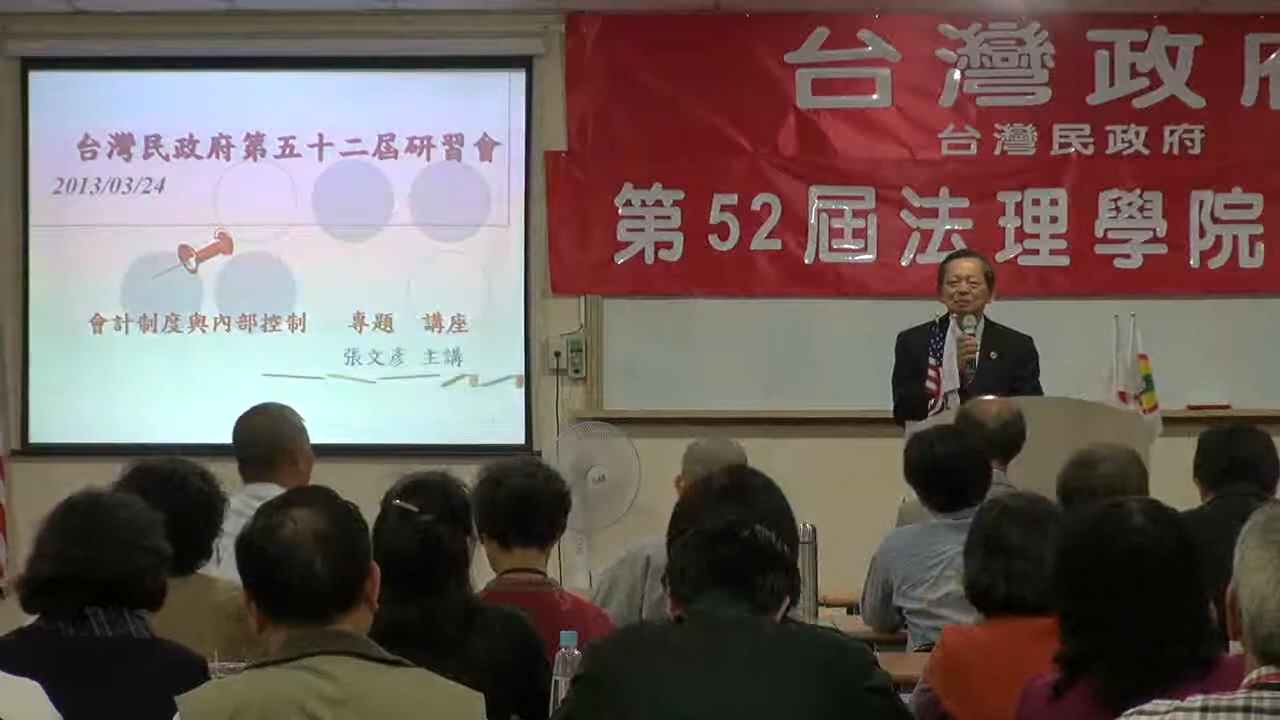 台灣民政府第五十二屆研習會
2013/03/24
會計制度與內部控制 專題 講座
張文彥 主講
台灣政府
台灣民政府
第52屆法理學院